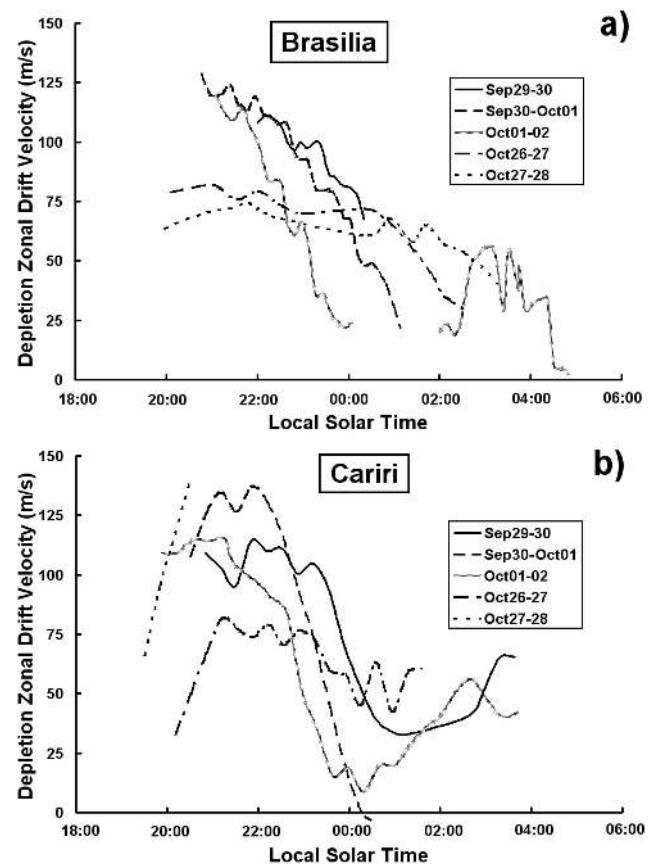 a)
Brasilia
150
125
100
75
50
25
0
Depletion Zonal Drift Velocity (m/s)
Sep29-30
Sep30-Oct01
Oct01-02
Oct26-27
Oct27-28
18:00 20:00 22:00 00:00 02:00 04:00 06:00
Local Solar Time
b)
Cariri
150
125
100
75
50
25
0
Depletion Zonal Drift Velocity (m/s)
Sep29-30
Sep30-Oct01
Oct01-02
Oct26-27
Oct27-28
18:00 20:00 22:00 00:00 02:00 04:00 06:00
Local Solar Time